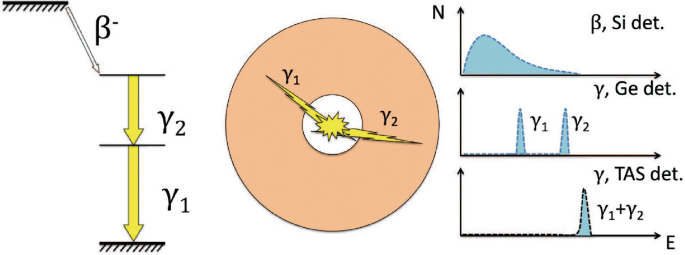 β-
γ2
γ1
γ1
γ2
N
β, Si det.
γ, Ge det.
γ1
γ2
γ, TAS det.
γ1+γ2
E